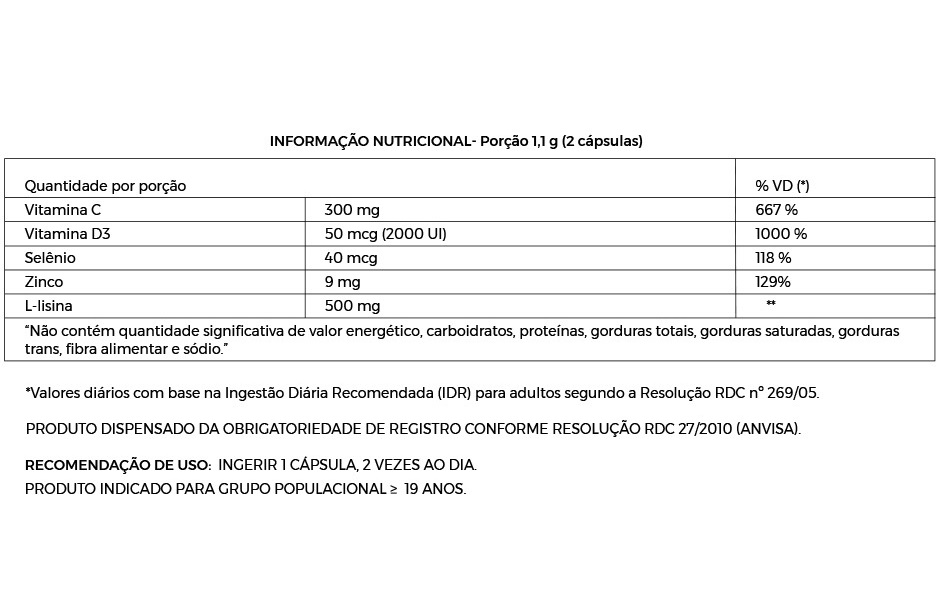 INFORMAÇÃO NUTRICIONAL- Porção 1,1 g (2 cápsulas)
Quantidade por porção % VD (*)
Vitamina C 300 mg 667 %
Vitamina D3 50 mcg (2000 UI) 1000 %
Selênio 40 mcg 118 %
Zinco 9 mg 129%
L-lisina 500 mg **
“Não contém quantidade significativa de valor energético, carboidratos, proteínas, gorduras totais, gorduras saturadas, gorduras
trans, fibra alimentar e sódio.”
*Valores diários com base na Ingestão Diária Recomendada (IDR) para adultos segundo a Resolução RDC nº 269/05.
PRODUTO DISPENSADO DA OBRIGATORIEDADE DE REGISTRO CONFORME RESOLUÇÃO RDC 27/2010 (ANVISA).
RECOMENDAÇÃO DE USO: INGERIR 1 CÁPSULA, 2 VEZES AO DIA.
PRODUTO INDICADO PARA GRUPO POPULACIONAL ≥ 19 ANOS.